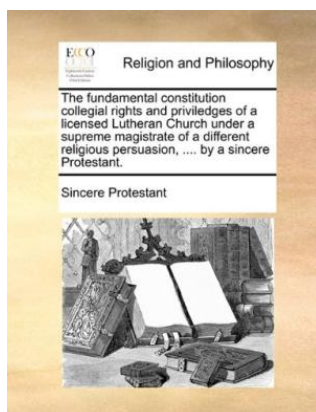 ECCO
Religion and Philosophy
The fundamental constitution
collegial rights and priviledges of a
licensed Lutheran Church under a
supreme magistrate of a different
religious persuasion, .... by a sincere
Protestant.
Sincere Protestant